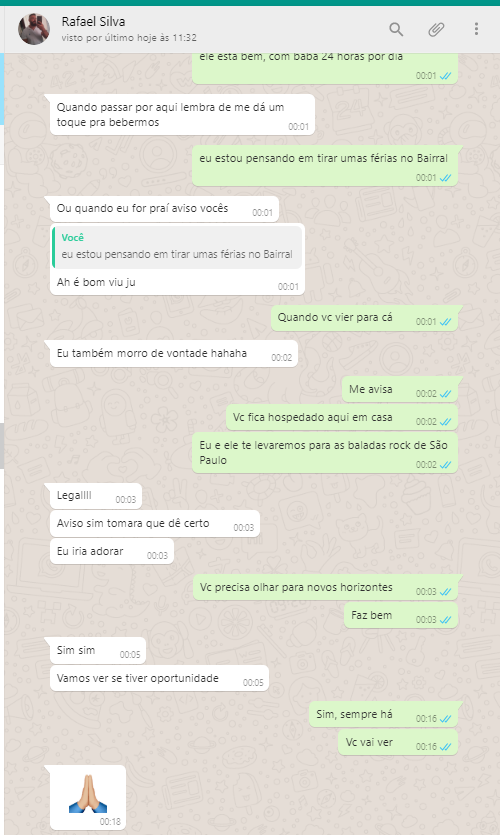 Rafael Silva
visto por último hoje às 11:32
ele está bem, com babá 24 horas por dia
00:01
Quando passar por aqui lembra de me dá um
toque pra bebermos
00:01
eu estou pensando em tirar umas férias no Bairral
00:01
Ou quando eu for praí aviso vocês
00:01
Você
eu estou pensando em tirar umas férias no Bairral
Ah é bom viu ju
00:01
Quando vc vier para cá
00:01
Eu também morro de vontade hahaha
00:02
Me avisa
00:02
Vc fica hospedado aqui em casa
00:02
Eu e ele te levaremos para as baladas rock de São
Paulo
00:02
Legallll
00:03
Aviso sim tomara que dê certo
00:03
Eu iria adorar
00:03
Vc precisa olhar para novos horizontes
00:03
Faz bem
00:03
Sim sim
00:05
Vamos ver se tiver oportunidade
00:05
Sim, sempre há
00:16
Vc vai ver
00:16
🙏🏼
00:18